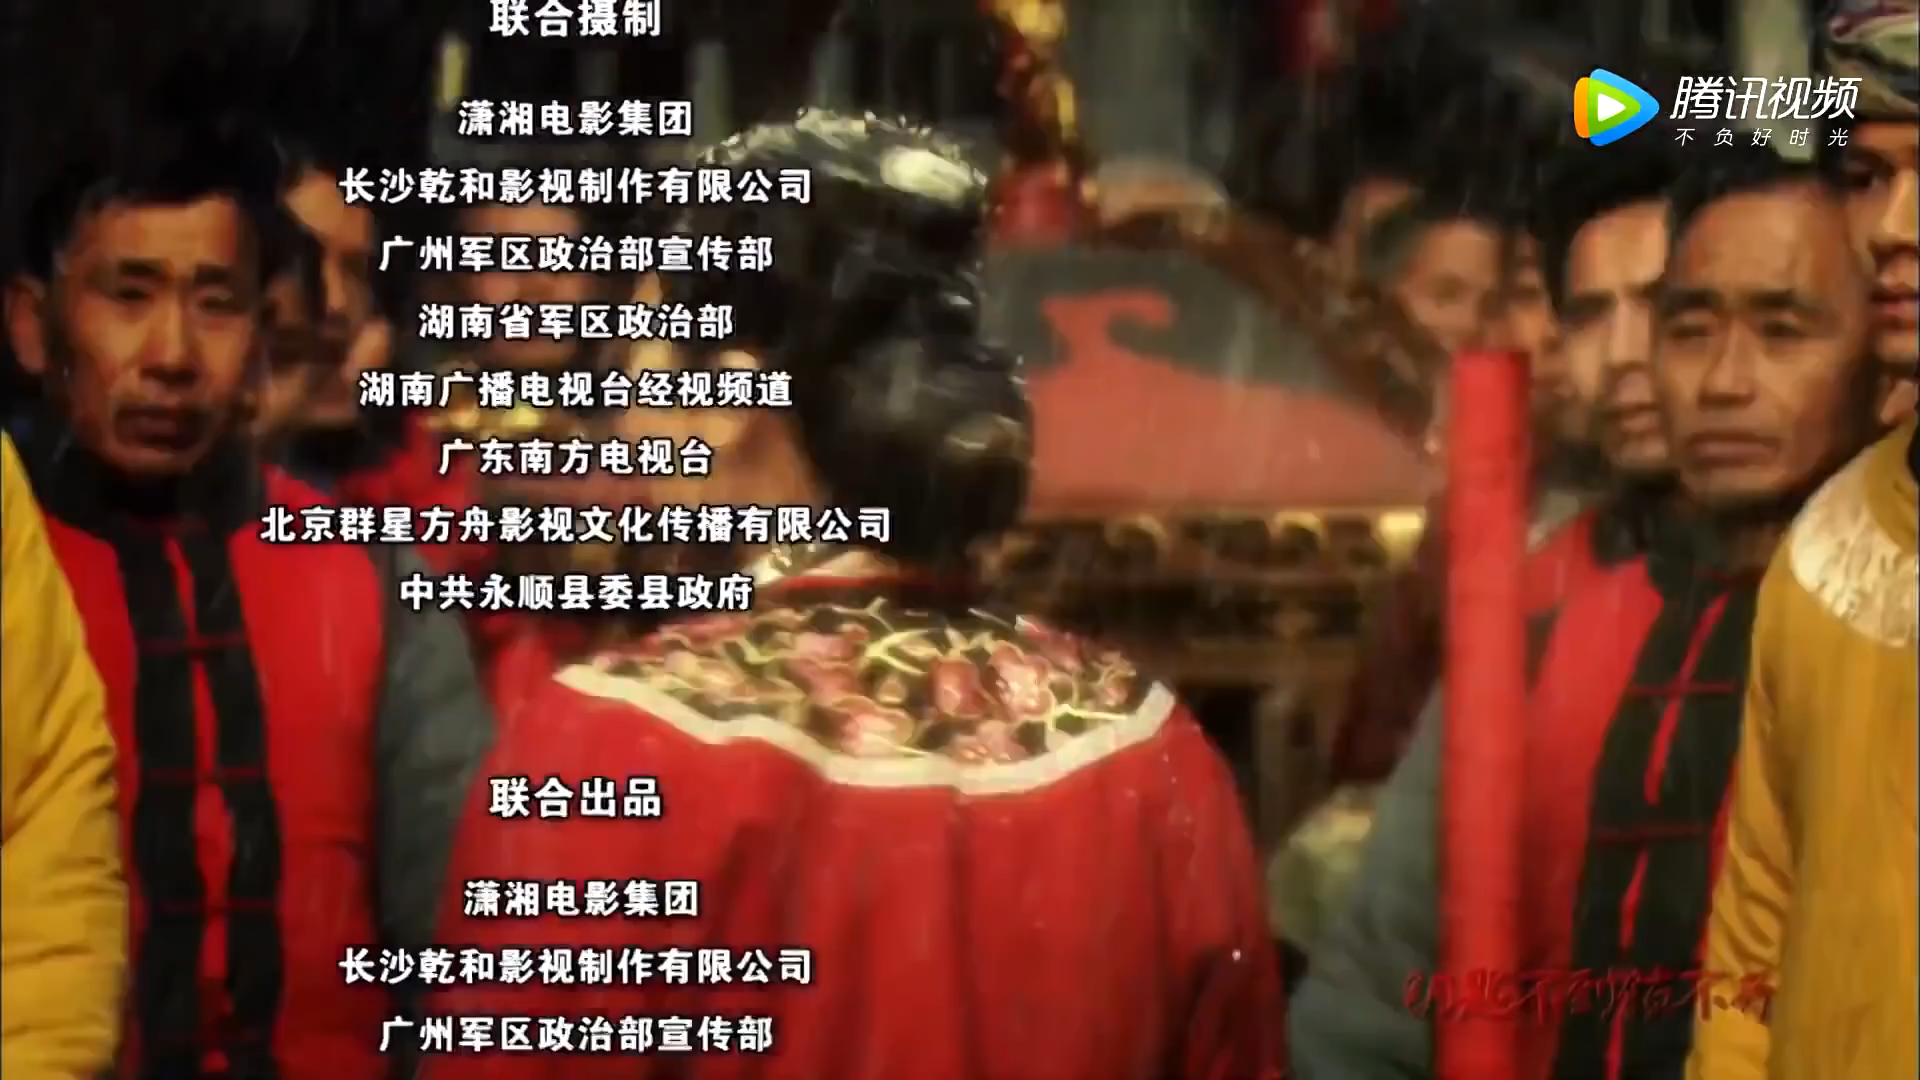 联合摄制
潇湘电影集团
长沙乾和影视制作有限公司
广州军区政治部宣传部
湖南省军区政治部
湖南广播电视台经视频道
广东南方电视台
北京群星方舟影视文化传播有限公司
中共永顺县委县政府
联合出品
潇湘电影集团
长沙乾和影视制作有限公司
广州军区政治部宣传部
腾讯视频
不负好时光